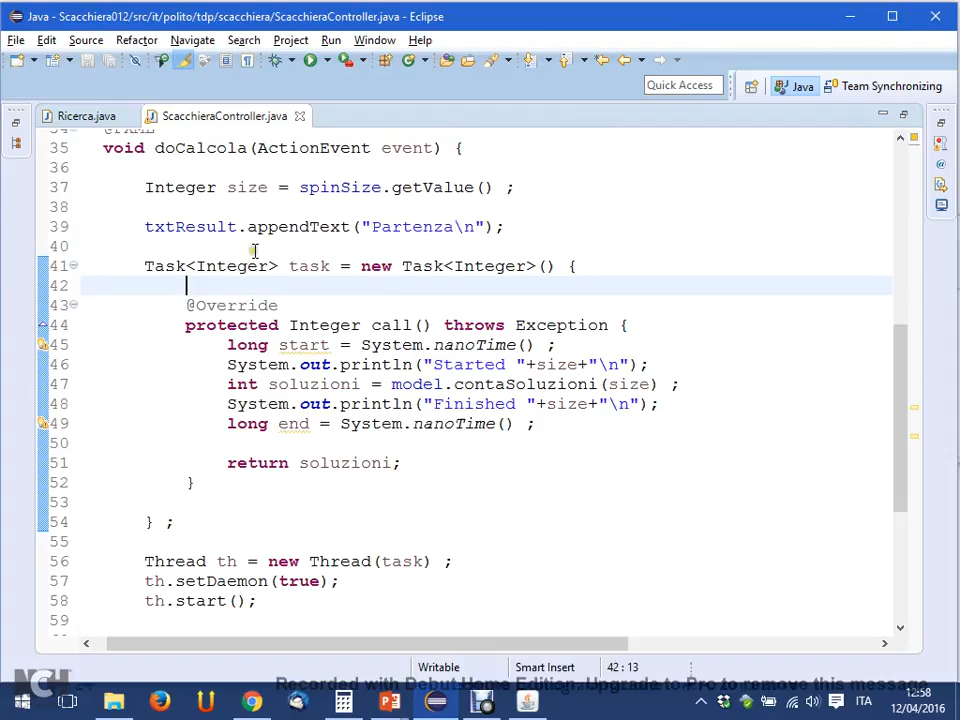 Java - Scacchiera012/src/it/polito/tdp/scacchiera/ScacchieraController.java - Eclipse
File Edit Source Refactor Navigate Search Project Run Window Help
Quick Access
Java
Team Synchronizing
Ricerca.java
ScacchieraController.java
34 @FXML
35 void doCalcola(ActionEvent event) {
36
37 Integer size = spinSize.getValue() ;
38
39 txtResult.appendText("Partenza\n");
40
41 Task<Integer> task = new Task<Integer>() {
42
43 @Override
44 protected Integer call() throws Exception {
45 long start = System.nanoTime() ;
46 System.out.println("Started "+size+"\n");
47 int soluzioni = model.contaSoluzioni(size) ;
48 System.out.println("Finished "+size+"\n");
49 long end = System.nanoTime() ;
50
51 return soluzioni;
52 }
53
54 } ;
55
56 Thread th = new Thread(task) ;
57 th.setDaemon(true);
58 th.start();
59
Writable
Smart Insert
42 : 13
NCH
Recorded with Debut Home Edition. Upgrade to Pro to remove this message
ITA
12:58
12/04/2016